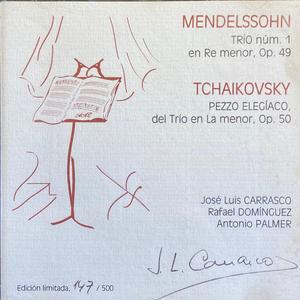 MENDELSSOHN
TRÍO núm. 1
en Re menor, Op. 49
TCHAIKOVSKY
PEZZO ELEGÍACO,
del Trío en La menor, Op. 50
José Luis CARRASCO
Rafael DOMÍNGUEZ
Antonio PALMER
J. L. Carrasco
Edición limitada, 147 / 500